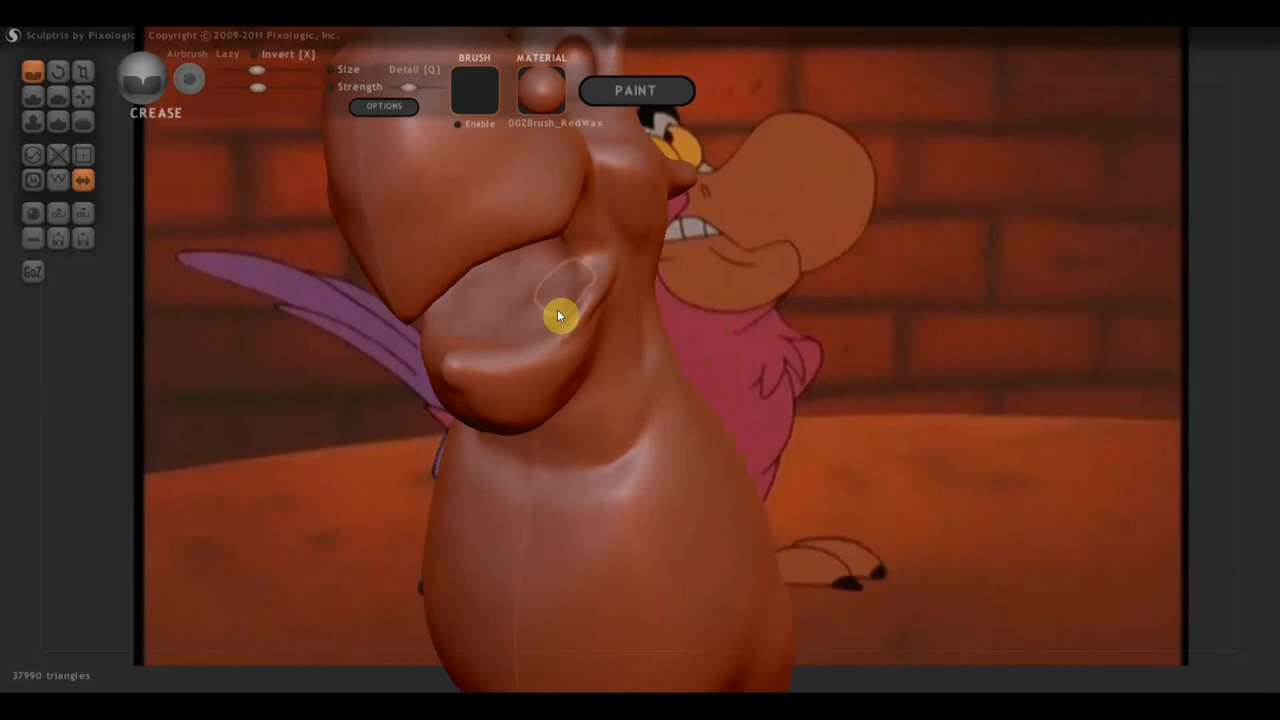 Sculptris by Pixologic Copyright © 2009-2011 Pixologic, Inc.
Airbrush Lazy Invert [X]
Size Detail [Q]
Strength
OPTIONS
CREASE
BRUSH
Enable
MATERIAL
00ZBrush_RedWax
PAINT
GoZ
37990 triangles